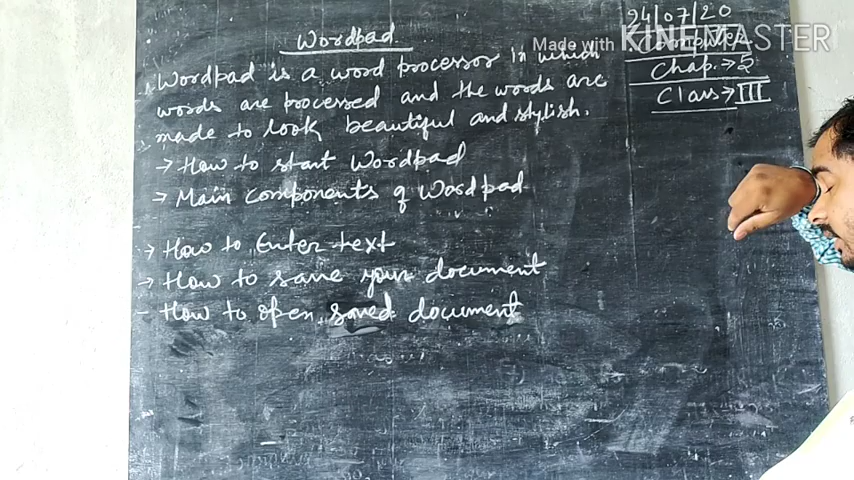 Wordpad
Wordpad is a word processor in which
words are processed and the words are
made to look beautiful and stylish.
→ How to start Wordpad
→ Main components of Wordpad
→ How to Enter text
→ How to save your document
- How to open saved document
24/07/20
Computer
Chap. → 5
Class → III
Made with KINEMASTER